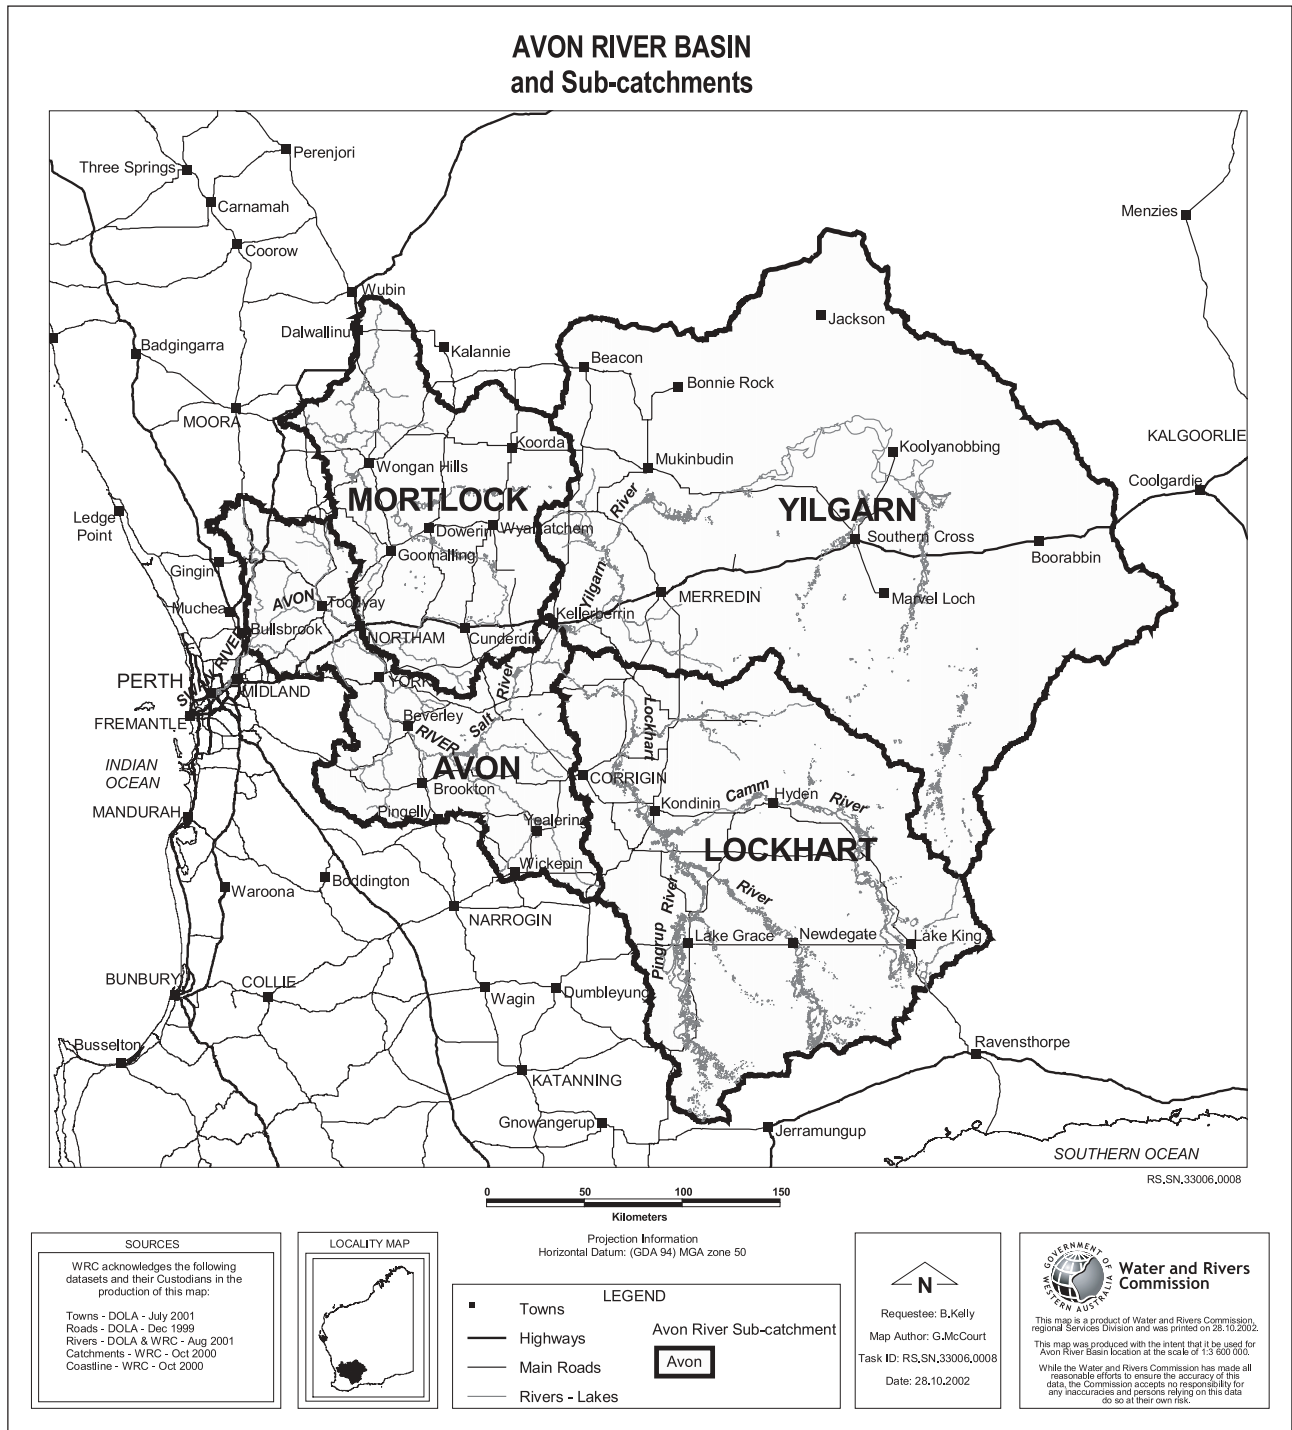 AVON RIVER BASIN
and Sub-catchments
Perenjori
Three Springs
Carnamah
Menzies
Coorow
Wubin
Jackson
Dalwallinu
Badgingarra
Kalannie
Beacon
Bonnie Rock
MOORA
KALGOORLIE
Koorda
Koolyanobbing
Wongan Hills
Mukinbudin
Coolgardie
MORTLOCK
River
YILGARN
Ledge
Point
Dowerin
Wyalkatchem
Southern Cross
Goomalling
Boorabbin
Gingin
Yilgarn
AVON
Toodyay
MERREDIN
Marvel Loch
Muchea
Kellerberrin
Bullsbrook
NORTHAM
Cunderdin
SWAN RIVER
PERTH
MIDLAND
YORK
River
Lockhart
FREMANTLE
Beverley
Salt
RIVER
INDIAN
OCEAN
AVON
CORRIGIN
Brookton
Camm
Hyden
River
MANDURAH
Pingelly
Kondinin
Yealering
LOCKHART
Wickepin
Boddington
Waroona
River
River
NARROGIN
Pingrup
Lake Grace
Newdegate
Lake King
BUNBURY
COLLIE
Wagin
Dumbleyung
Busselton
Ravensthorpe
KATANNING
Gnowangerup
Jerramungup
SOUTHERN OCEAN
RS.SN.33006.0008
0 50 100 150
Kilometers
Projection Information
Horizontal Datum: (GDA 94) MGA zone 50
SOURCES
WRC acknowledges the following
datasets and their Custodians in the
production of this map:
Towns - DOLA - July 2001
Roads - DOLA - Dec 1999
Rivers - DOLA & WRC - Aug 2001
Catchments - WRC - Oct 2000
Coastline - WRC - Oct 2000
LOCALITY MAP
LEGEND
Towns
Highways
Main Roads
Rivers - Lakes
Avon River Sub-catchment
Avon
N
Requestee: B.Kelly
Map Author: G.McCourt
Task ID: RS.SN.33006.0008
Date: 28.10.2002
GOVERNMENT OF
WESTERN AUSTRALIA
Water and Rivers
Commission
This map is a product of Water and Rivers Commission,
regional Services Division and was printed on 28.10.2002.
This map was produced with the intent that it be used for
Avon River Basin location at the scale of 1:3 600 000.
While the Water and Rivers Commission has made all
reasonable efforts to ensure the accuracy of this
data, the Commission accepts no responsibility for
any inaccuracies and persons relying on this data
do so at their own risk.